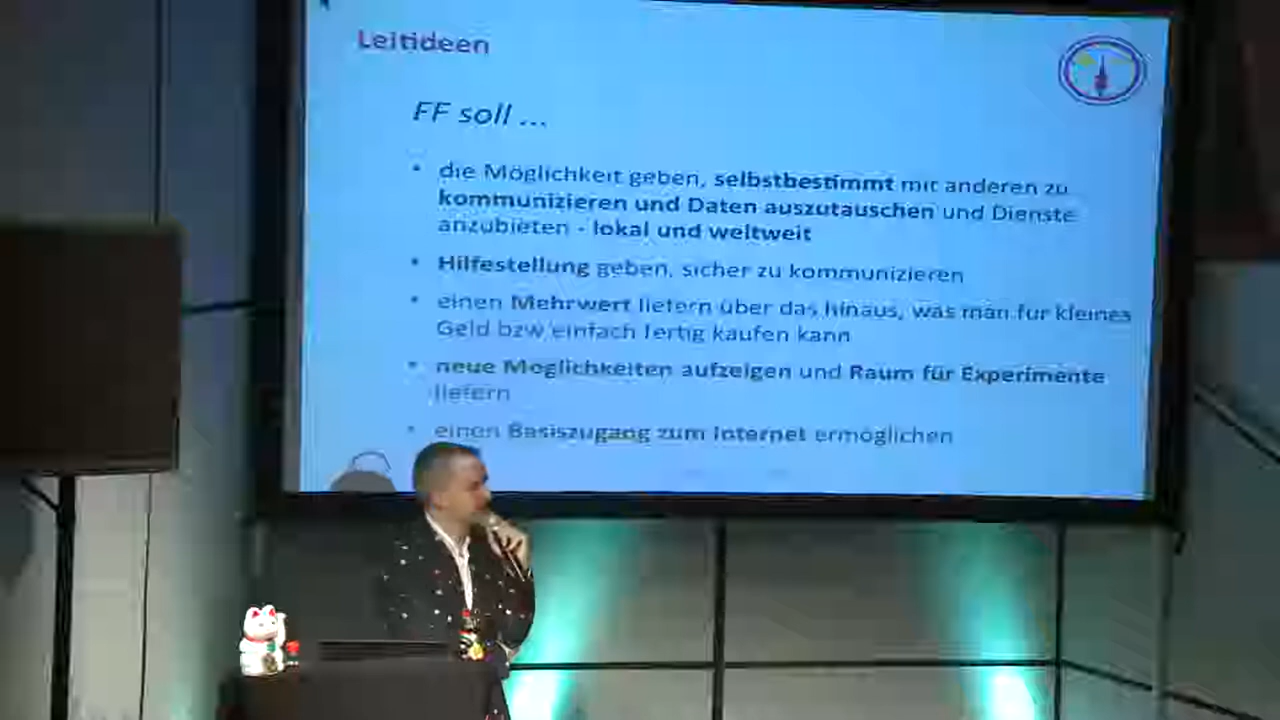 Leitideen
FF soll ...
• die Möglichkeit geben, selbstbestimmt mit anderen zu
kommunizieren und Daten auszutauschen und Dienste
anzubieten - lokal und weltweit
• Hilfestellung geben, sicher zu kommunizieren
• einen Mehrwert liefern über das hinaus, was man für kleines
Geld bzw einfach fertig kaufen kann
• neue Möglichkeiten aufzeigen und Raum für Experimente
liefern
• einen Basiszugang zum Internet ermöglichen